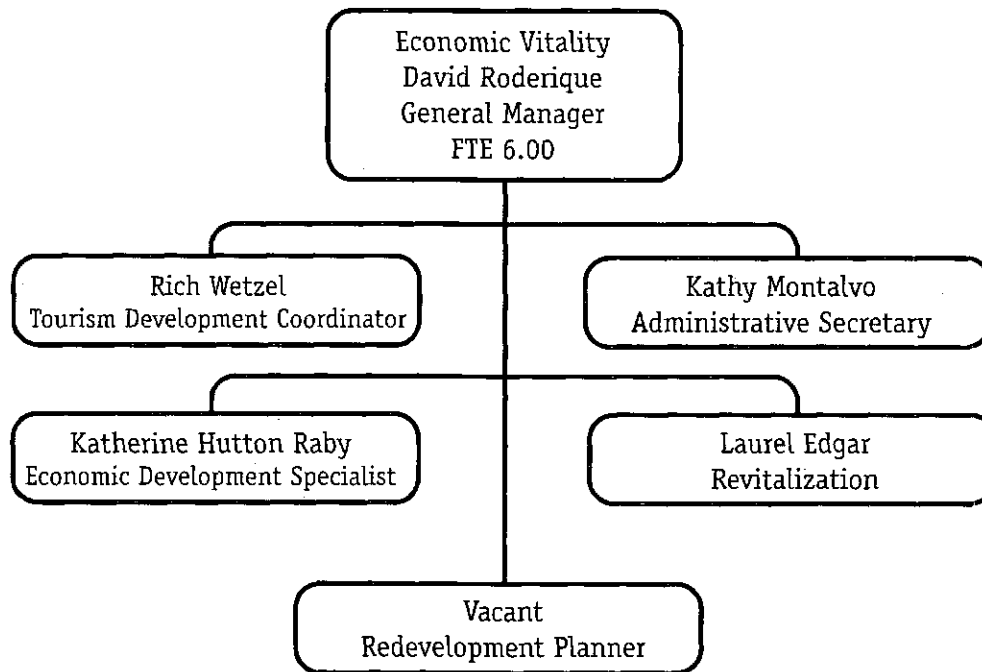 Economic Vitality
David Roderique
General Manager
FTE 6.00
Rich Wetzel
Tourism Development Coordinator
Kathy Montalvo
Administrative Secretary
Katherine Hutton Raby
Economic Development Specialist
Laurel Edgar
Revitalization
Vacant
Redevelopment Planner